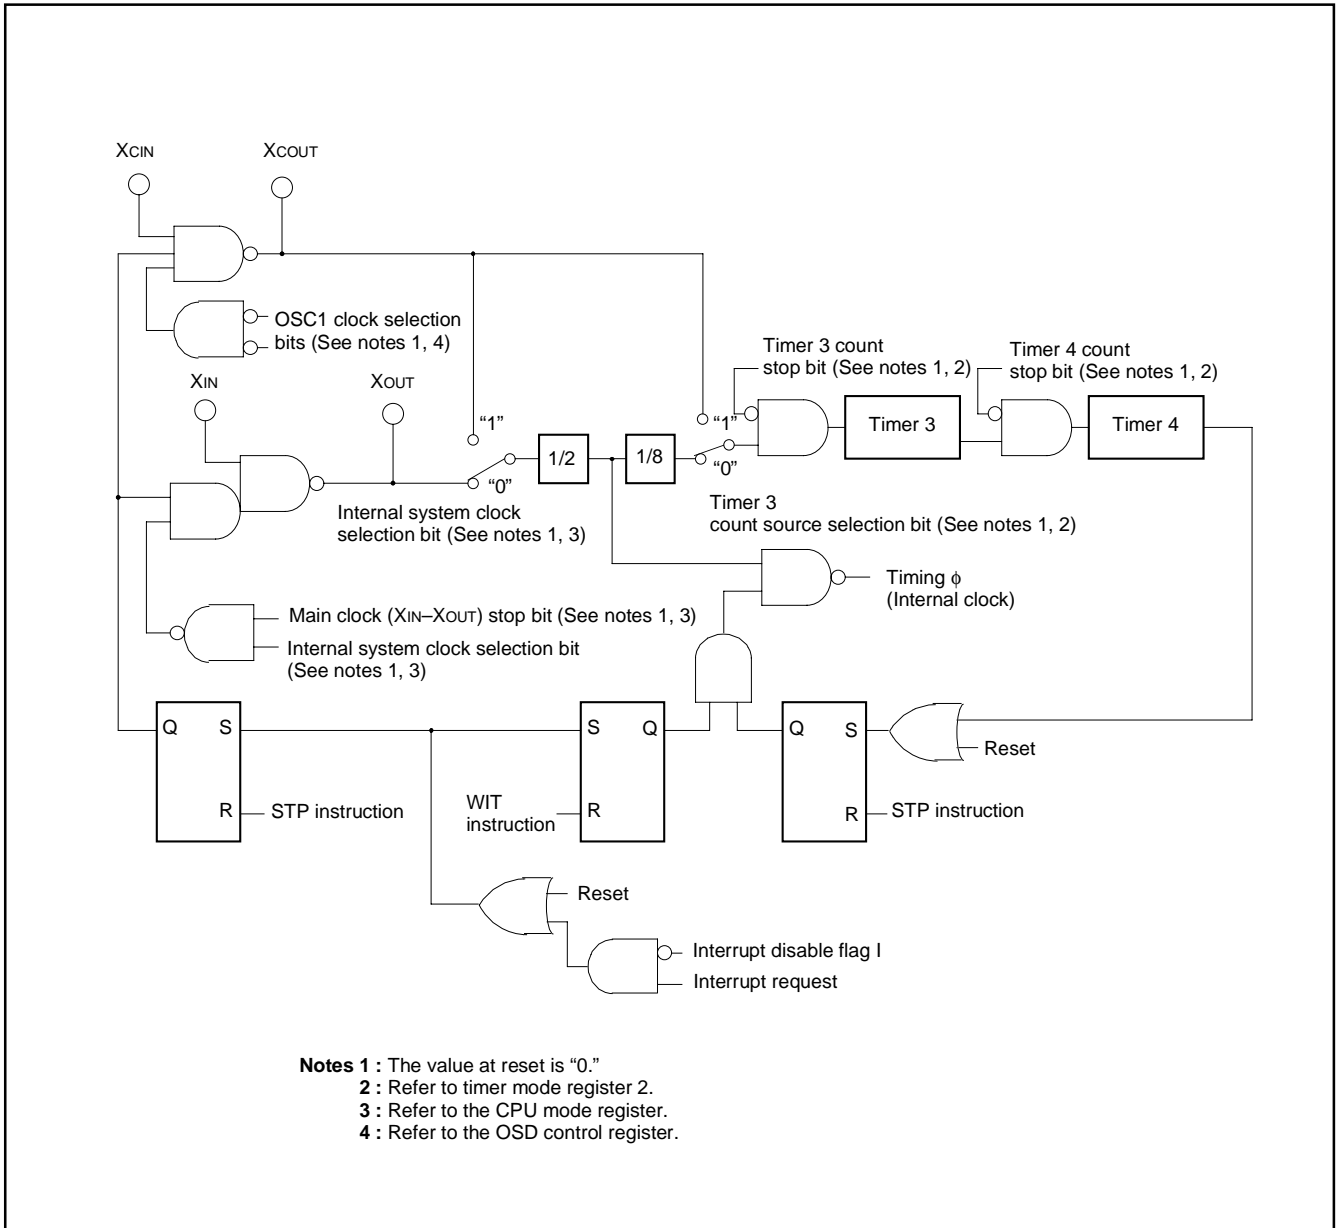 XCIN
XCOUT
OSC1 clock selection
bits (See notes 1, 4)
XIN
XOUT
“1”
“0”
Internal system clock
selection bit (See notes 1, 3)
1/2
1/8
“1”
“0”
Timer 3 count
stop bit (See notes 1, 2)
Timer 3
Timer 4 count
stop bit (See notes 1, 2)
Timer 4
Timer 3
count source selection bit (See notes 1, 2)
Timing ϕ
(Internal clock)
Main clock (XIN–XOUT) stop bit (See notes 1, 3)
Internal system clock selection bit
(See notes 1, 3)
Q S
R
STP instruction
S Q
R
WIT
instruction
Q S
R
Reset
STP instruction
Reset
Interrupt disable flag I
Interrupt request
Notes 1 : The value at reset is “0.”
2 : Refer to timer mode register 2.
3 : Refer to the CPU mode register.
4 : Refer to the OSD control register.